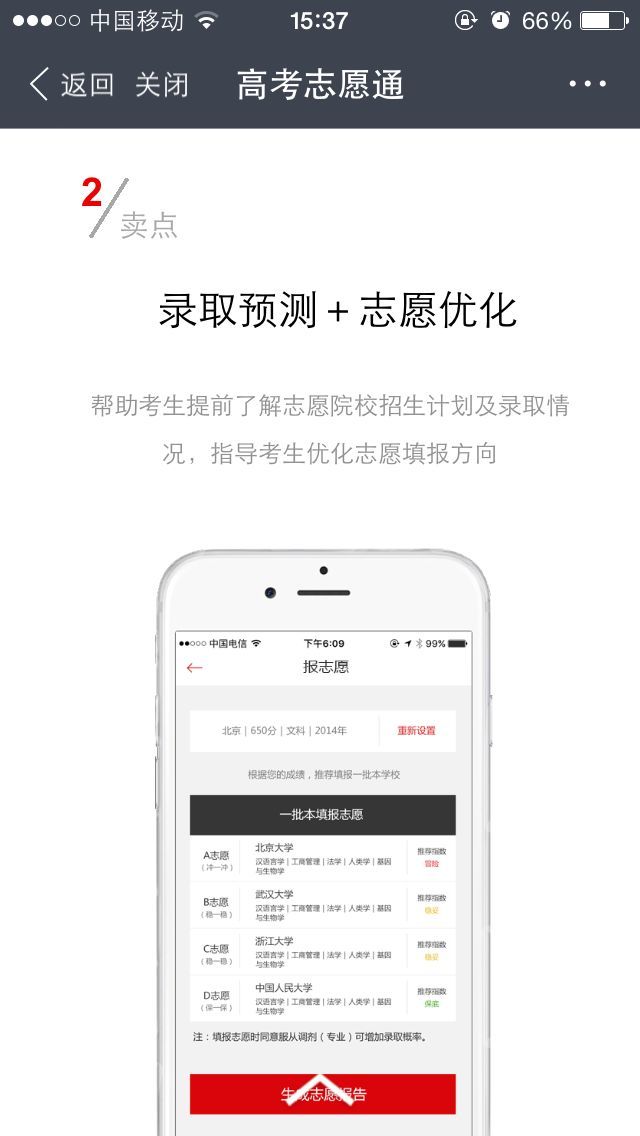 中国移动 15:37 66%
返回 关闭 高考志愿通
2
卖点
录取预测＋志愿优化
帮助考生提前了解志愿院校招生计划及录取情
况，指导考生优化志愿填报方向
中国电信 下午6:09 99%
报志愿
北京｜650分｜文科｜2014年 重新设置
根据您的成绩，推荐填报一批本学校
一批本填报志愿
A志愿
（冲一冲）
北京大学
汉语言学｜工商管理｜法学｜人类学｜基因
与生物学
推荐指数
冒险
B志愿
（稳一稳）
武汉大学
汉语言学｜工商管理｜法学｜人类学｜基因
与生物学
推荐指数
稳妥
C志愿
（稳一稳）
浙江大学
汉语言学｜工商管理｜法学｜人类学｜基因
与生物学
推荐指数
稳妥
D志愿
（保一保）
中国人民大学
汉语言学｜工商管理｜法学｜人类学｜基因
与生物学
推荐指数
保底
注：填报志愿时同意服从调剂（专业）可增加录取概率。
生成志愿报告